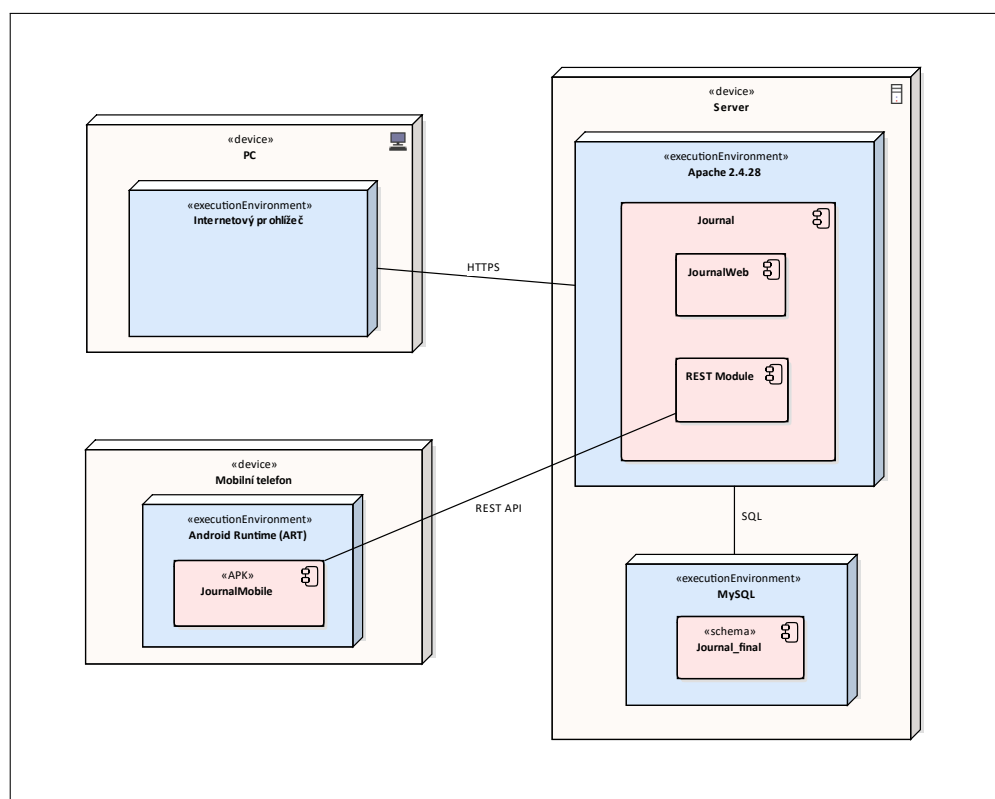 «device»
PC
«executionEnvironment»
Internetový prohlížeč
HTTPS
«device»
Server
«executionEnvironment»
Apache 2.4.28
Journal
JournalWeb
REST Module
«device»
Mobilní telefon
«executionEnvironment»
Android Runtime (ART)
«APK»
JournalMobile
REST API
SQL
«executionEnvironment»
MySQL
«schema»
Journal_final